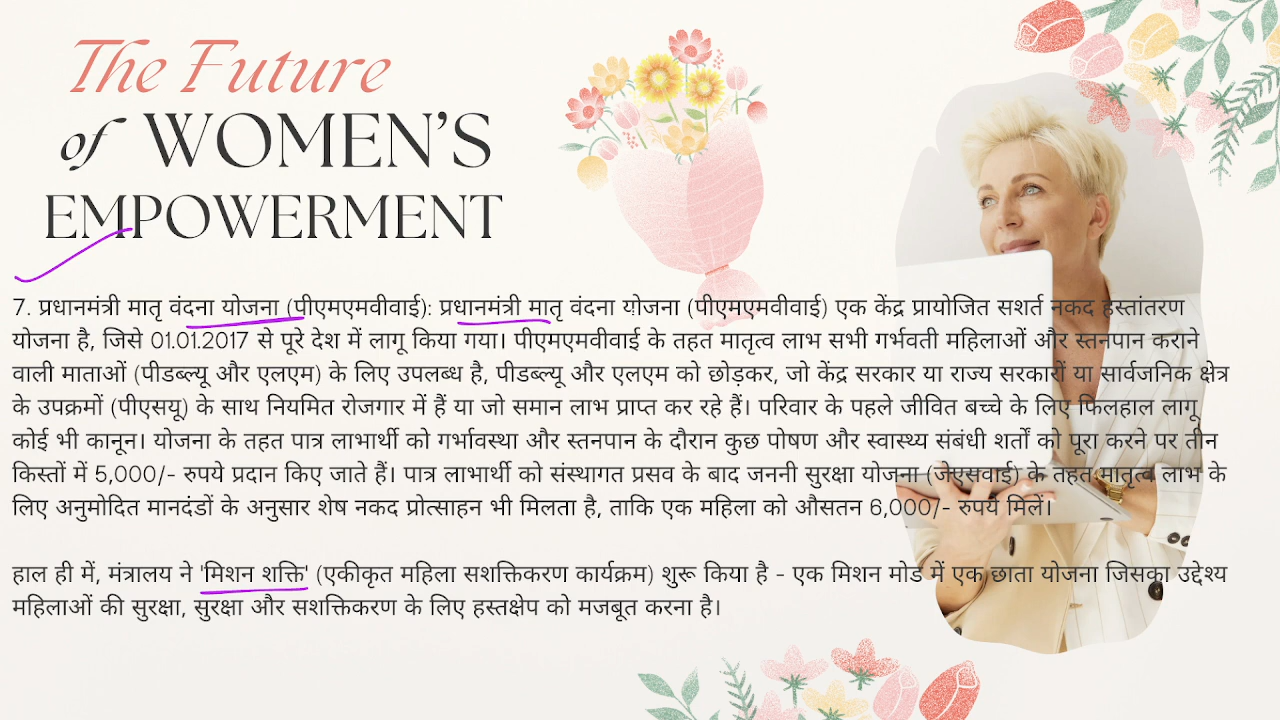 The Future
of WOMEN'S
EMPOWERMENT
7. प्रधानमंत्री मातृ वंदना योजना (पीएमएमवीवाई): प्रधानमंत्री मातृ वंदना योजना (पीएमएमवीवाई) एक केंद्र प्रायोजित सशर्त नकद हस्तांतरण
योजना है, जिसे 01.01.2017 से पूरे देश में लागू किया गया। पीएमएमवीवाई के तहत मातृत्व लाभ सभी गर्भवती महिलाओं और स्तनपान कराने
वाली माताओं (पीडब्ल्यू और एलएम) के लिए उपलब्ध है, पीडब्ल्यू और एलएम को छोड़कर, जो केंद्र सरकार या राज्य सरकारों या सार्वजनिक क्षेत्र
के उपक्रमों (पीएसयू) के साथ नियमित रोजगार में हैं या जो समान लाभ प्राप्त कर रहे हैं। परिवार के पहले जीवित बच्चे के लिए फिलहाल लागू
कोई भी कानून। योजना के तहत पात्र लाभार्थी को गर्भावस्था और स्तनपान के दौरान कुछ पोषण और स्वास्थ्य संबंधी शर्तों को पूरा करने पर तीन
किस्तों में 5,000/- रुपये प्रदान किए जाते हैं। पात्र लाभार्थी को संस्थागत प्रसव के बाद जननी सुरक्षा योजना (जेएसवाई) के तहत मातृत्व लाभ के
लिए अनुमोदित मानदंडों के अनुसार शेष नकद प्रोत्साहन भी मिलता है, ताकि एक महिला को औसतन 6,000/- रुपये मिलें।
हाल ही में, मंत्रालय ने 'मिशन शक्ति' (एकीकृत महिला सशक्तिकरण कार्यक्रम) शुरू किया है - एक मिशन मोड में एक छाता योजना जिसका उद्देश्य
महिलाओं की सुरक्षा, सुरक्षा और सशक्तिकरण के लिए हस्तक्षेप को मजबूत करना है।